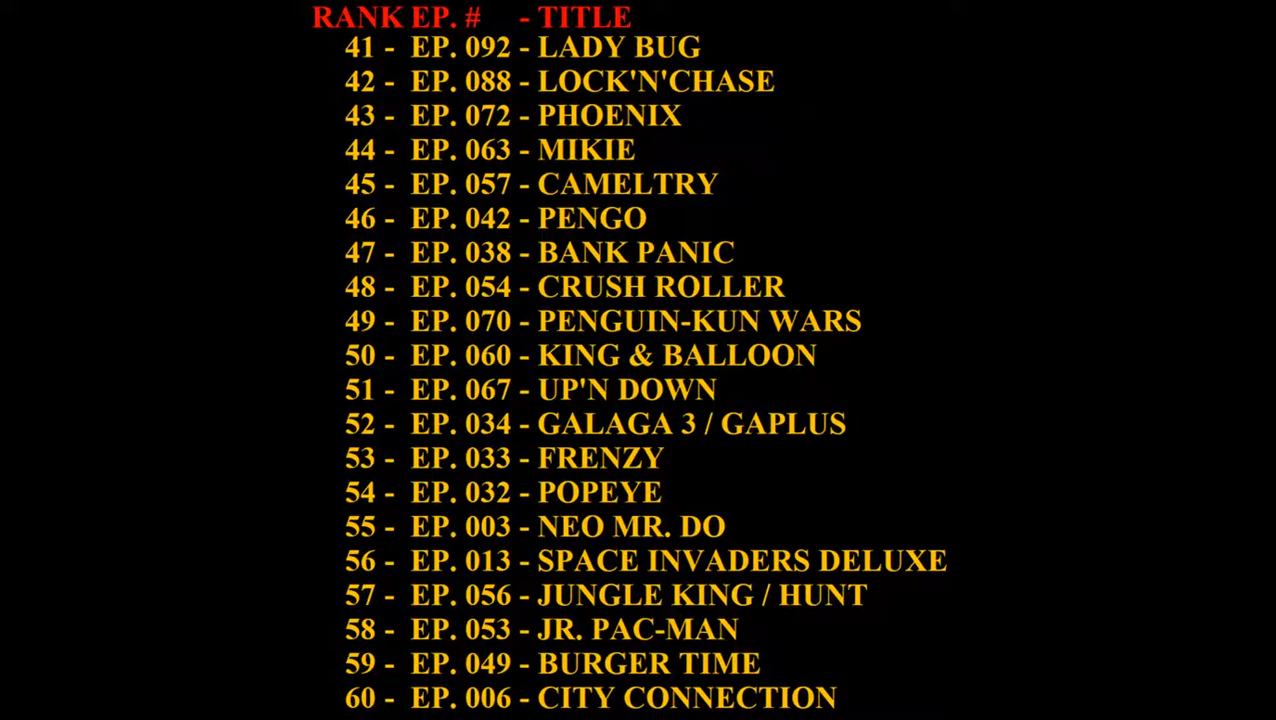 RANK EP. # - TITLE
41 - EP. 092 - LADY BUG
42 - EP. 088 - LOCK'N'CHASE
43 - EP. 072 - PHOENIX
44 - EP. 063 - MIKIE
45 - EP. 057 - CAMELTRY
46 - EP. 042 - PENGO
47 - EP. 038 - BANK PANIC
48 - EP. 054 - CRUSH ROLLER
49 - EP. 070 - PENGUIN-KUN WARS
50 - EP. 060 - KING & BALLOON
51 - EP. 067 - UP'N DOWN
52 - EP. 034 - GALAGA 3 / GAPLUS
53 - EP. 033 - FRENZY
54 - EP. 032 - POPEYE
55 - EP. 003 - NEO MR. DO
56 - EP. 013 - SPACE INVADERS DELUXE
57 - EP. 056 - JUNGLE KING / HUNT
58 - EP. 053 - JR. PAC-MAN
59 - EP. 049 - BURGER TIME
60 - EP. 006 - CITY CONNECTION